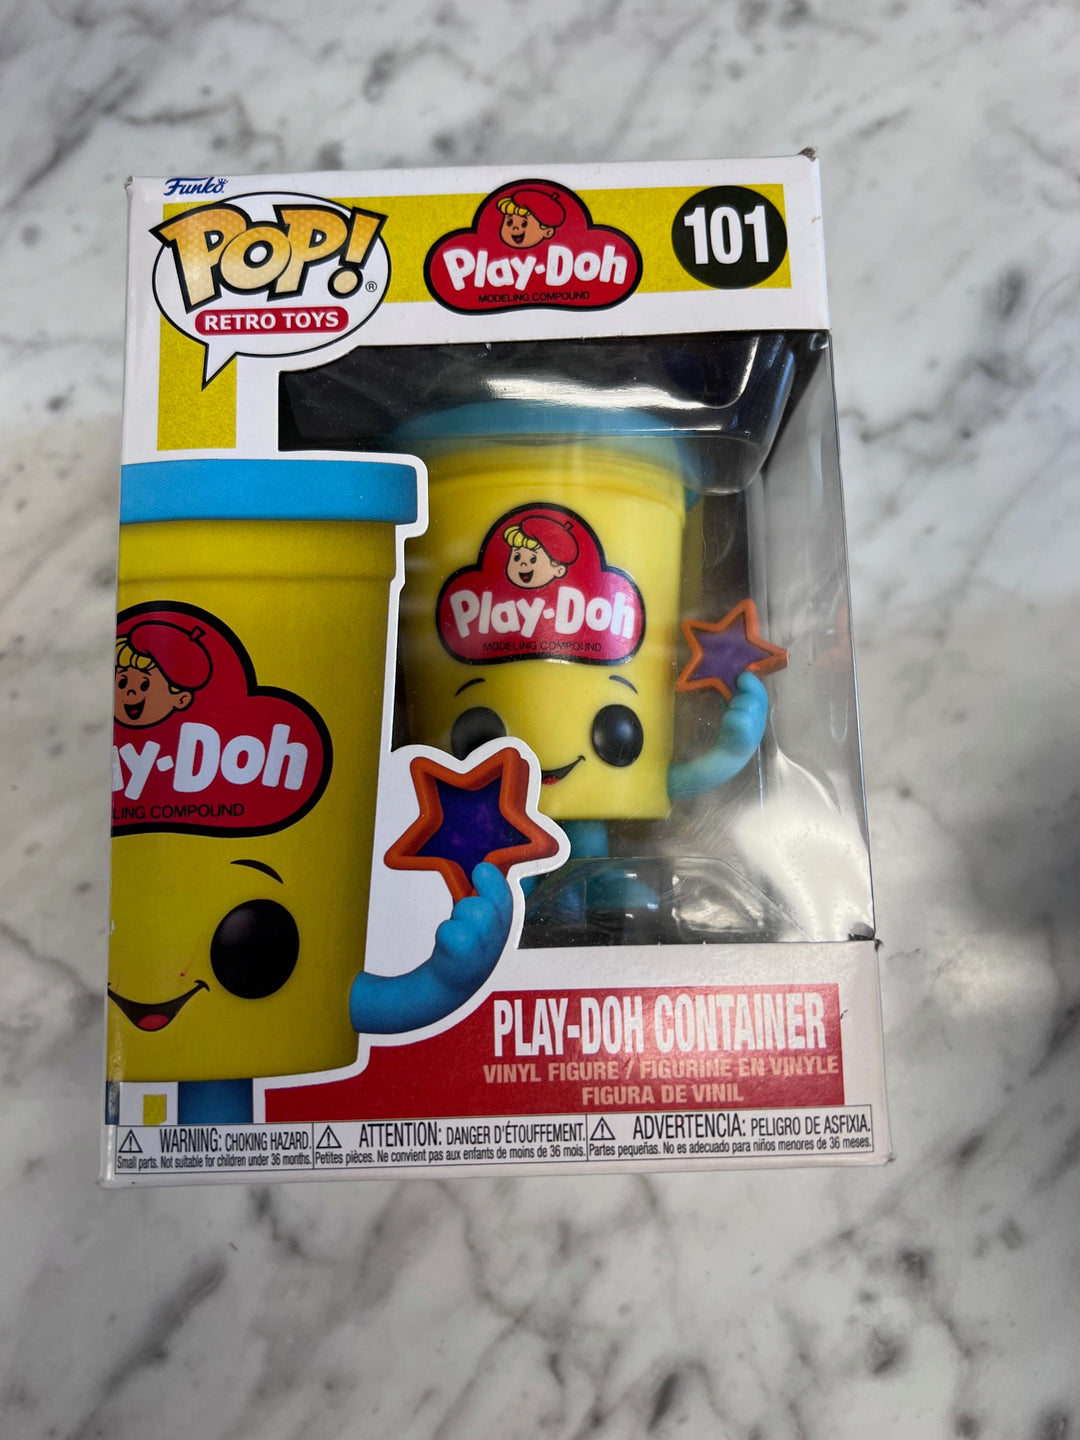 Funko
POP!®
RETRO TOYS
Play-Doh
MODELING COMPOUND
101
Play-Doh
MODELING COMPOUND
ay-Doh
LING COMPOUND
PLAY-DOH CONTAINER
VINYL FIGURE / FIGURINE EN VINYLE
FIGURA DE VINIL
WARNING: CHOKING HAZARD.
Small parts. Not suitable for children under 36 months.
ATTENTION: DANGER D'ÉTOUFFEMENT.
Petites pièces. Ne convient pas aux enfants de moins de 36 mois.
ADVERTENCIA: PELIGRO DE ASFIXIA.
Partes pequeñas. No es adecuado para niños menores de 36 meses.